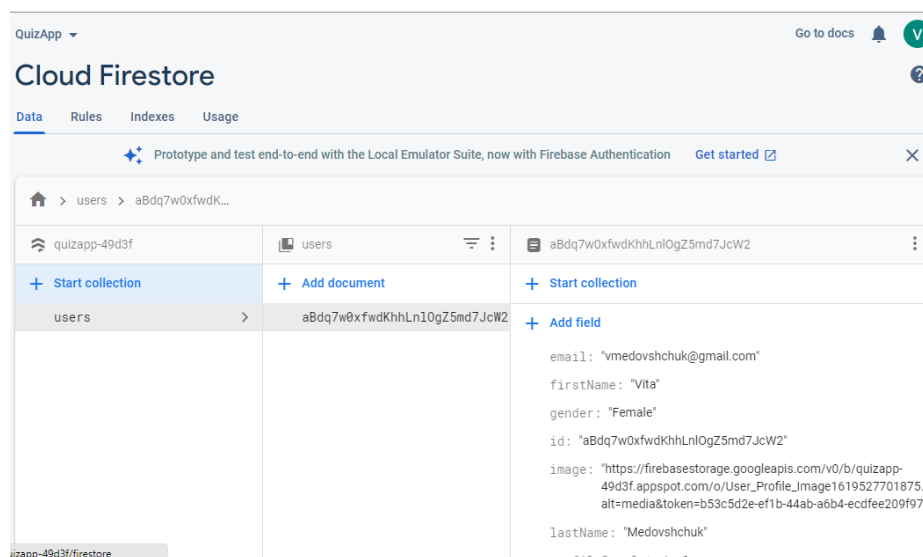 QuizApp
Go to docs
V
Cloud Firestore
?
Data Rules Indexes Usage
Prototype and test end-to-end with the Local Emulator Suite, now with Firebase Authentication Get started
users aBdq7w0xfwdK...
quizapp-49d3f
users
aBdq7w0xfwdKhhLnlOgZ5md7JcW2
+ Start collection
+ Add document
+ Start collection
users
aBdq7w0xfwdKhhLnlOgZ5md7JcW2
+ Add field
email: "vmedovshchuk@gmail.com"
firstName: "Vita"
gender: "Female"
id: "aBdq7w0xfwdKhhLnlOgZ5md7JcW2"
image: "https://firebasestorage.googleapis.com/v0/b/quizapp-
49d3f.appspot.com/o/User_Profile_Image1619527701875.
alt=media&token=b53c5d2e-ef1b-44ab-a6b4-ecdfee209f97
lastName: "Medovshchuk"
uizapp-49d3f/firestore